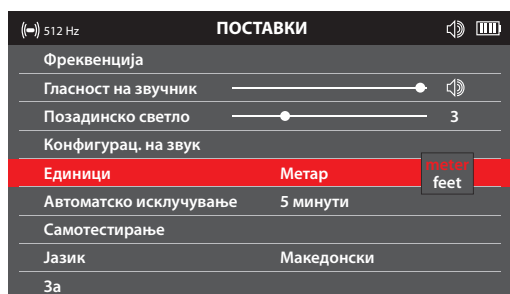 512 Hz ПОСТАВКИ
Фреквенција
Гласност на звучник
Позадинско светло 3
Конфигурац. на звук
Единици Метар meter
feet
Автоматско исклучување 5 минути
Самотестирање
Јазик Македонски
За